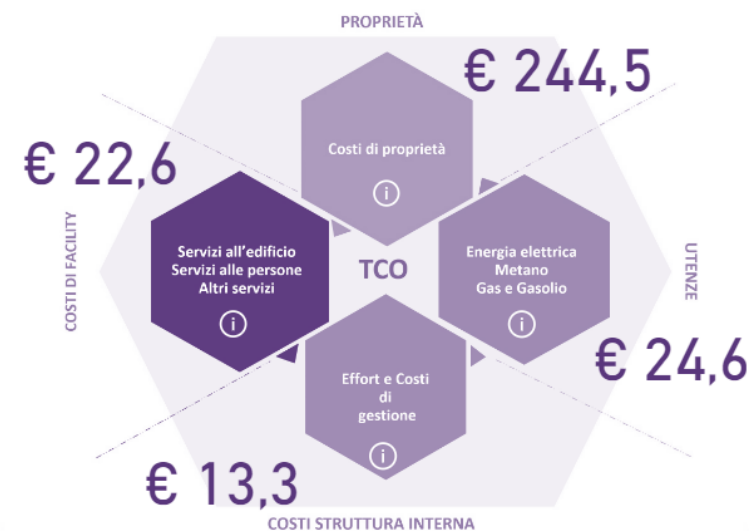 PROPRIETÀ
€ 244,5
Costi di proprietà
i
€ 22,6
COSTI DI FACILITY
Servizi all'edificio
Servizi alle persone
Altri servizi
i
TCO
Energia elettrica
Metano
Gas e Gasolio
i
UTENZE
€ 24,6
Effort e Costi
di
gestione
i
€ 13,3
COSTI STRUTTURA INTERNA